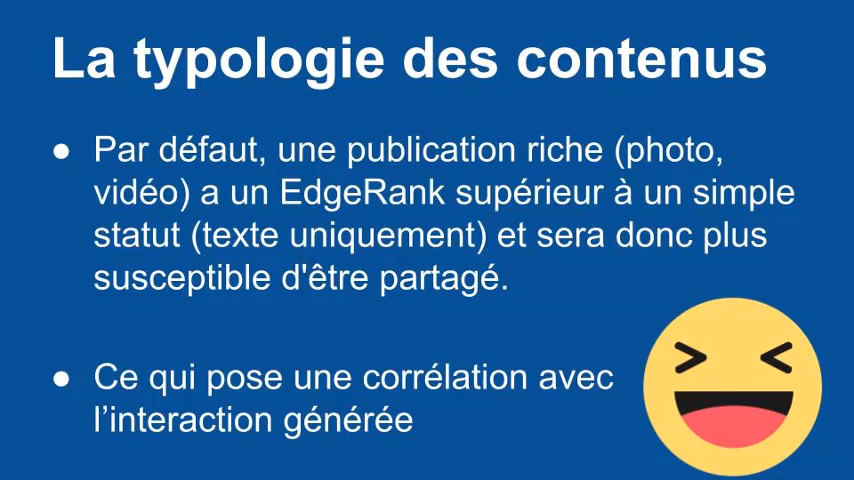 La typologie des contenus
● Par défaut, une publication riche (photo,
vidéo) a un EdgeRank supérieur à un simple
statut (texte uniquement) et sera donc plus
susceptible d'être partagé.
● Ce qui pose une corrélation avec
l’interaction générée